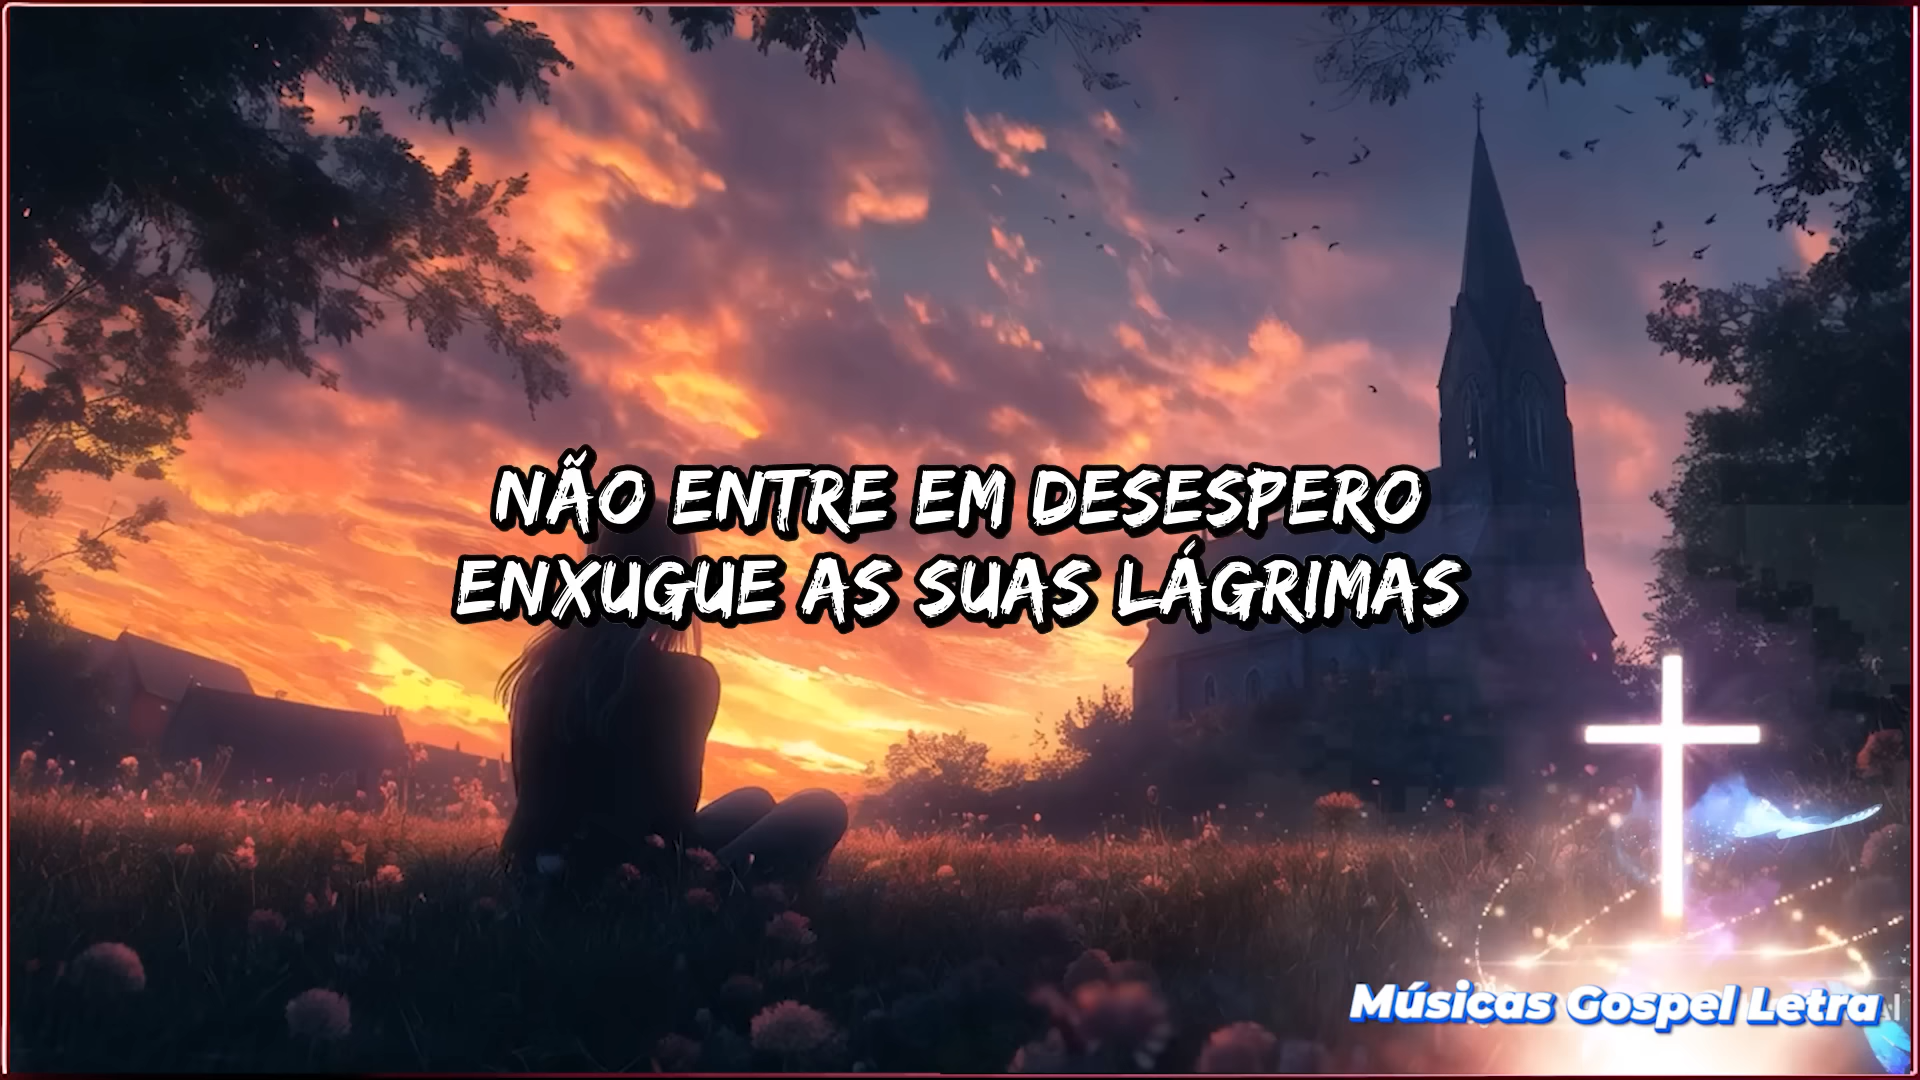 NÃO ENTRE EM DESESPERO
ENXUGUE AS SUAS LÁGRIMAS
Músicas Gospel Letra